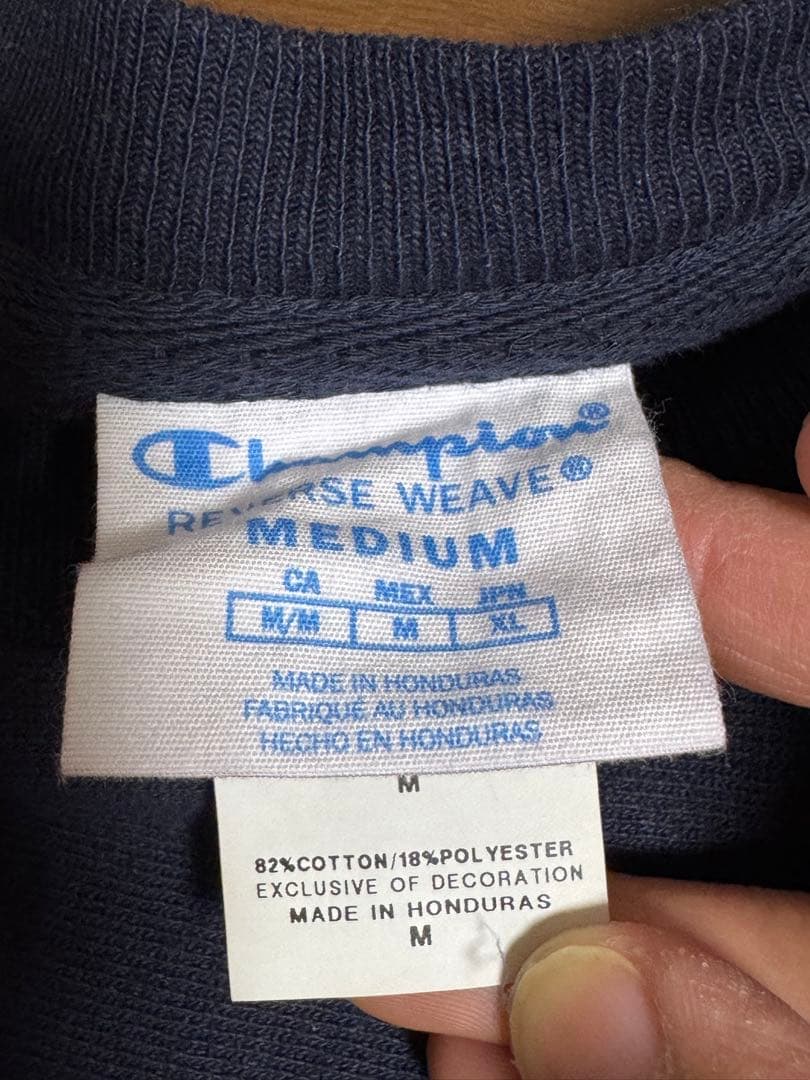 Champion®
REVERSE WEAVE®
MEDIUM
CA MEX JPN
M/M M XL
MADE IN HONDURAS
FABRIQUÉ AU HONDURAS
HECHO EN HONDURAS
M
82%COTTON/18%POLYESTER
EXCLUSIVE OF DECORATION
MADE IN HONDURAS
M